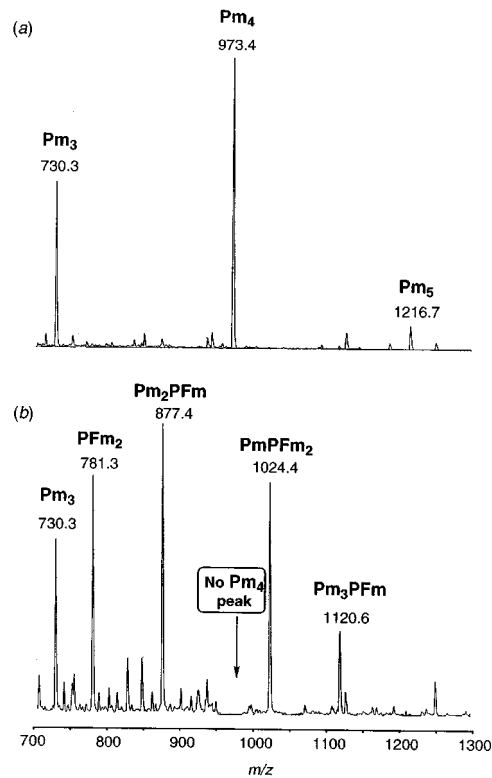 (a)
Pm₄
973.4
Pm₃
730.3
Pm₅
1216.7
(b)
Pm₂PFm
877.4
PFm₂
781.3
PmPFm₂
1024.4
Pm₃
730.3
No Pm₄
peak
Pm₃PFm
1120.6
700 800 900 1000 1100 1200 1300
m/z